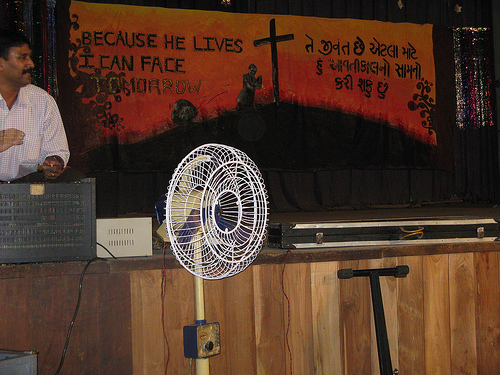 BECAUSE HE LIVES
I CAN FACE
TOMORROW
તે જીવંત છે એટલા માટે
હું આવતીકાલનો સામનો
કરી શકું છું